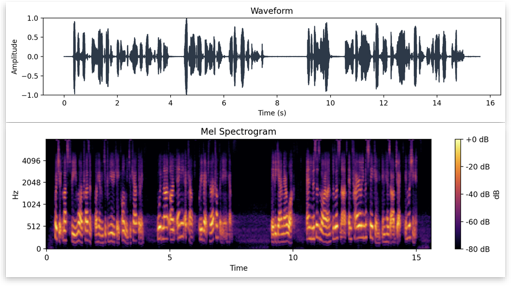 Waveform
1.0
0.5
0.0
−0.5
−1.0
Amplitude
0 2 4 6 8 10 12 14 16
Time (s)
Mel Spectrogram
4096
2048
1024
512
0
Hz
0 5 10 15
Time
+0 dB
-20 dB
-40 dB
-60 dB
-80 dB
dB